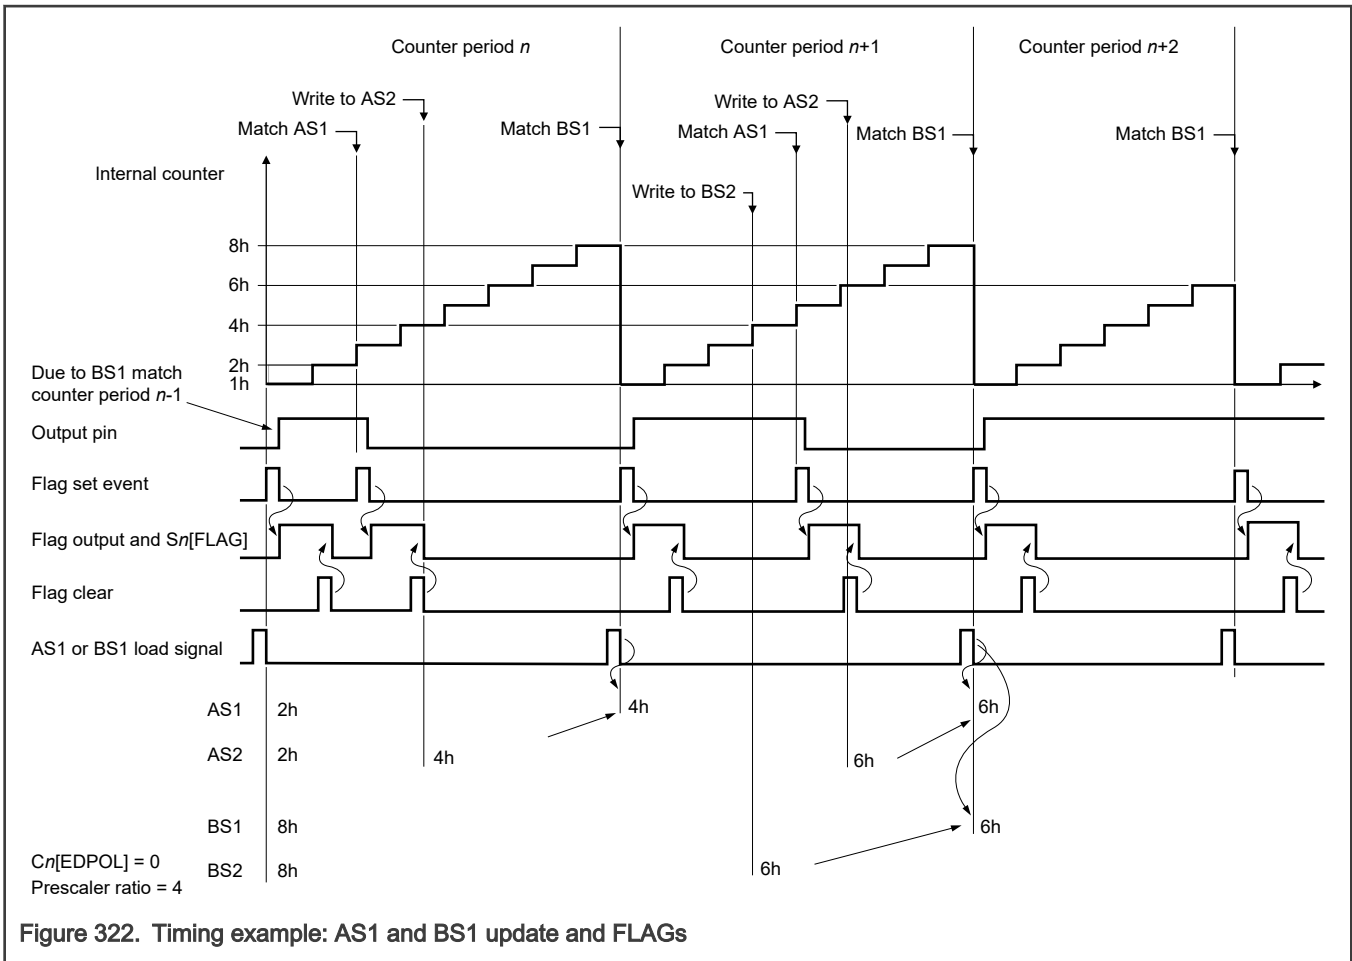 Counter period n
Counter period n+1
Counter period n+2
Write to AS2
Write to AS2
Match AS1
Match BS1
Match AS1
Match BS1
Match BS1
Internal counter
Write to BS2
8h
6h
4h
2h
1h
Due to BS1 match
counter period n-1
Output pin
Flag set event
Flag output and Sn[FLAG]
Flag clear
AS1 or BS1 load signal
AS1 2h 4h 6h
AS2 2h 4h 6h
BS1 8h 6h
Cn[EDPOL] = 0
BS2 8h 6h
Prescaler ratio = 4
Figure 322. Timing example: AS1 and BS1 update and FLAGs